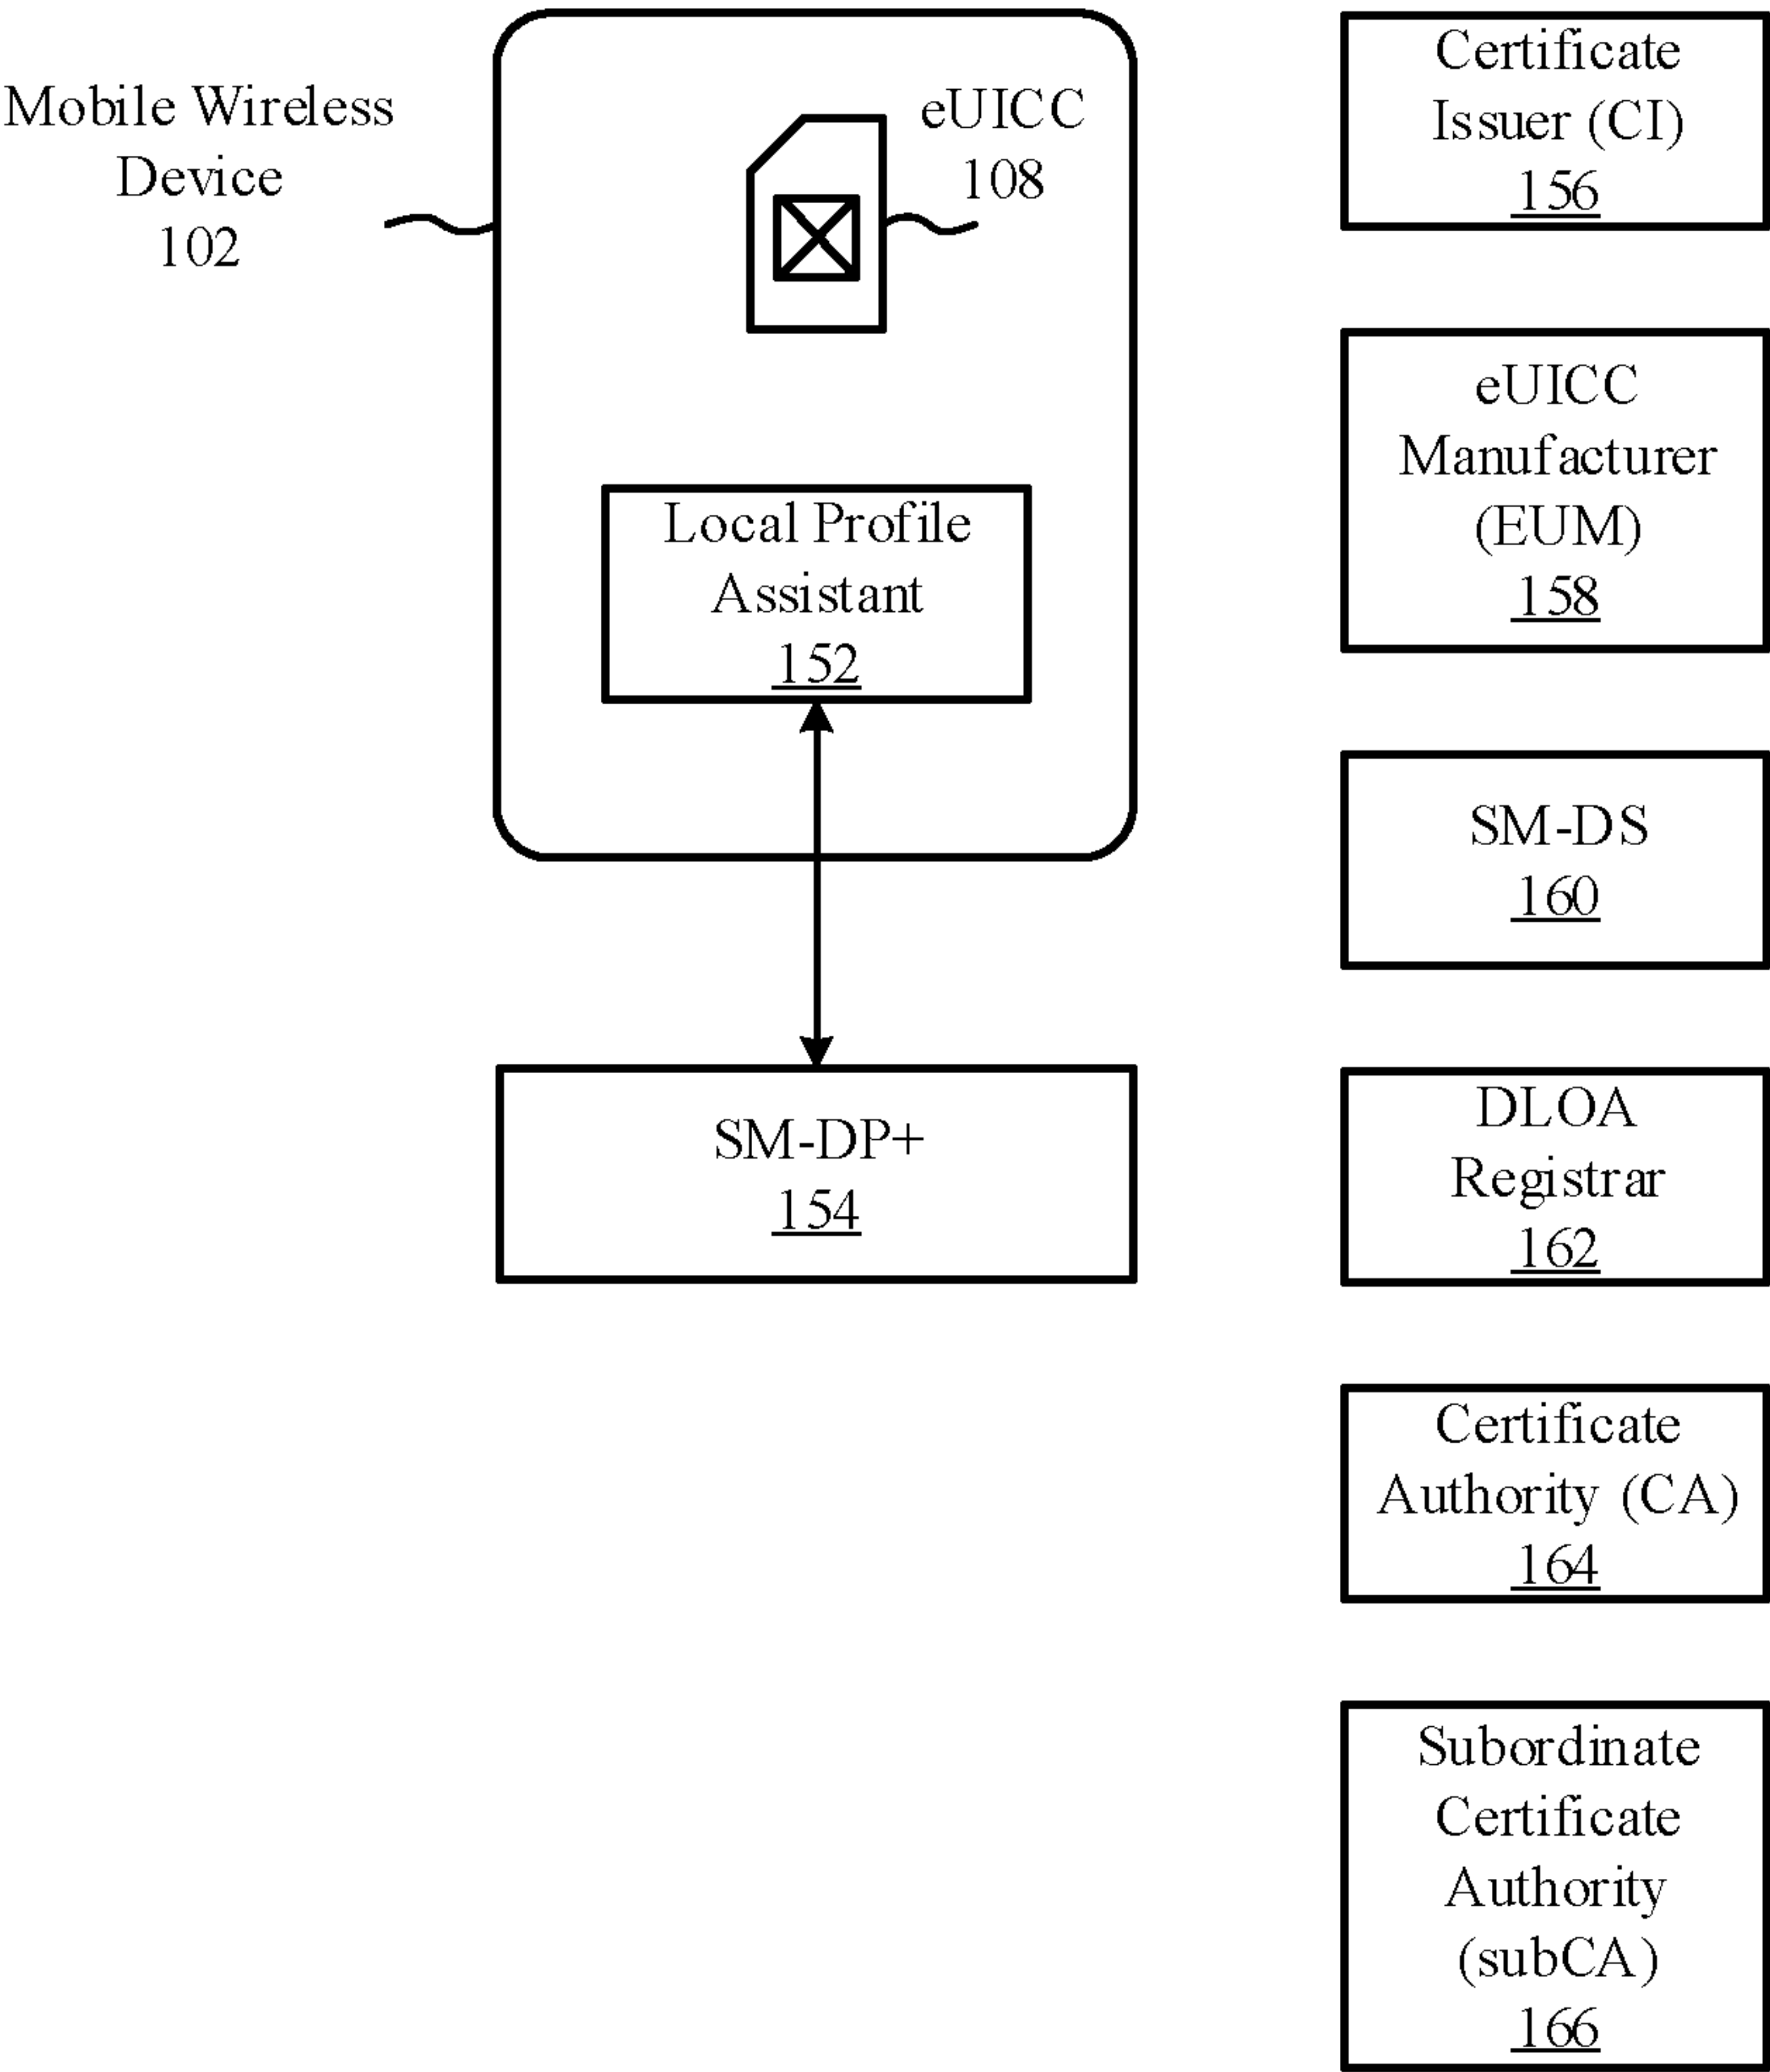 Mobile Wireless
Device
102
eUICC
108
Local Profile
Assistant
152
SM-DP+
154
Certificate
Issuer (CI)
156
eUICC
Manufacturer
(EUM)
158
SM-DS
160
DLOA
Registrar
162
Certificate
Authority (CA)
164
Subordinate
Certificate
Authority
(subCA)
166